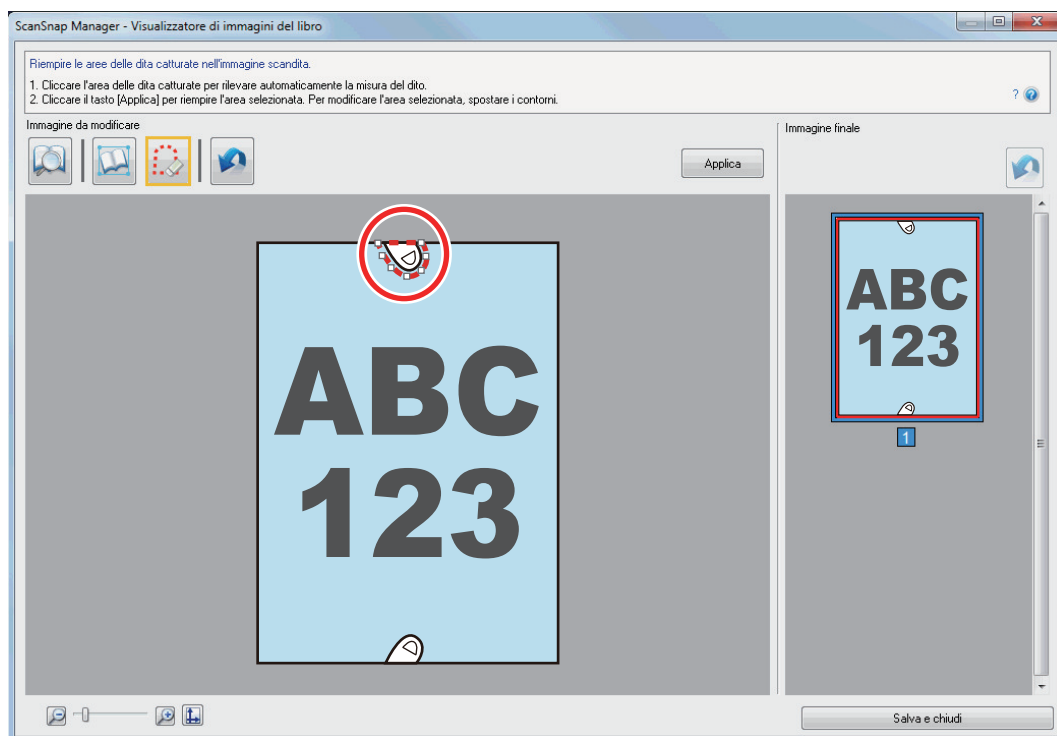 ScanSnap Manager - Visualizzatore di immagini del libro
Riempire le aree delle dita catturate nell'immagine scandita.
1. Cliccare l'area delle dita catturate per rilevare automaticamente la misura del dito.
2. Cliccare il tasto [Applica] per riempire l'area selezionata. Per modificare l'area selezionata, spostare i contorni.
?
Immagine da modificare
Applica
ABC
123
Immagine finale
ABC
123
1
Salva e chiudi